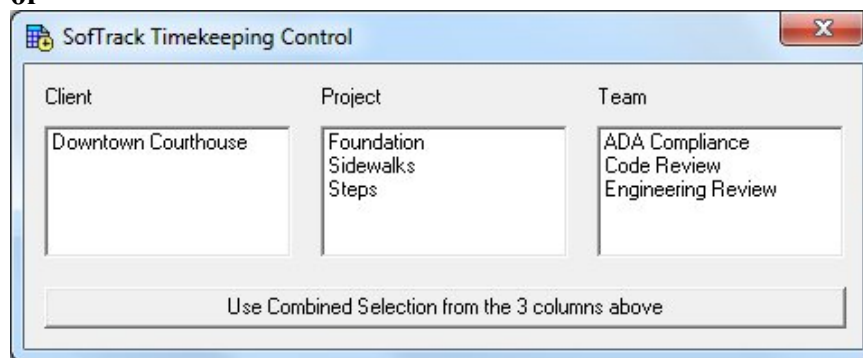 or
SofTrack Timekeeping Control
Client
Project
Team
Downtown Courthouse
Foundation
Sidewalks
Steps
ADA Compliance
Code Review
Engineering Review
Use Combined Selection from the 3 columns above